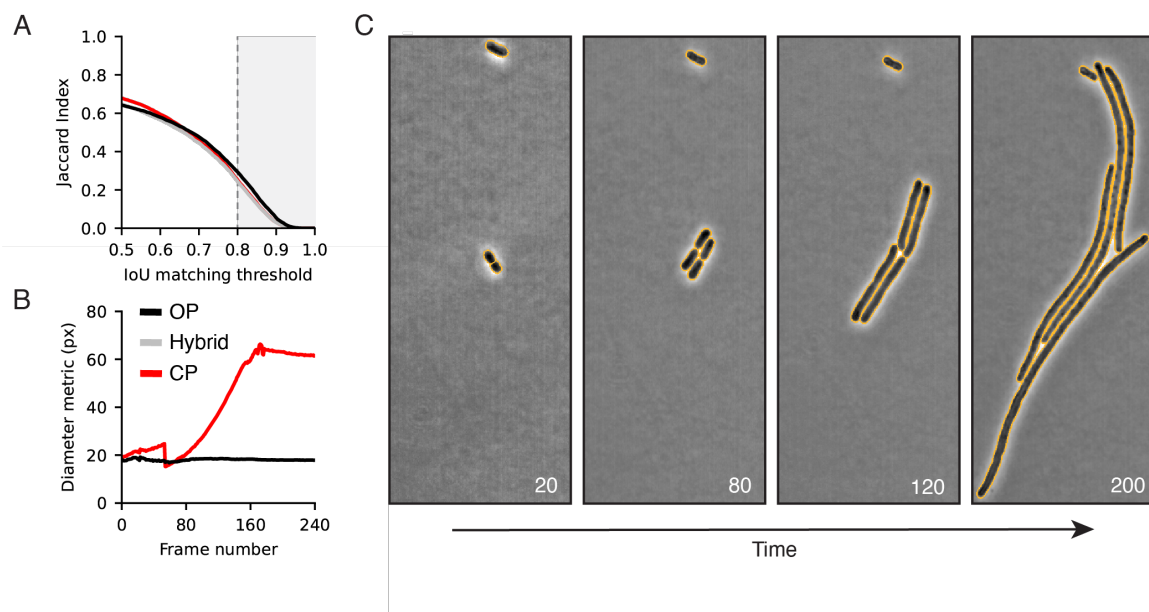 A
Jaccard Index
1.0
0.8
0.6
0.4
0.2
0.0
0.5 0.6 0.7 0.8 0.9 1.0
IoU matching threshold
B
Diameter metric (px)
80
60
40
20
0
OP
Hybrid
CP
0 80 160 240
Frame number
C
20 80 120 200
Time